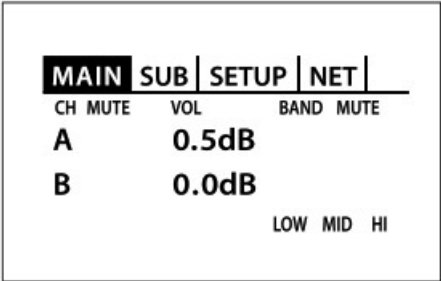 MAIN SUB SETUP NET
CH MUTE VOL BAND MUTE
A 0.5dB
B 0.0dB
LOW MID HI